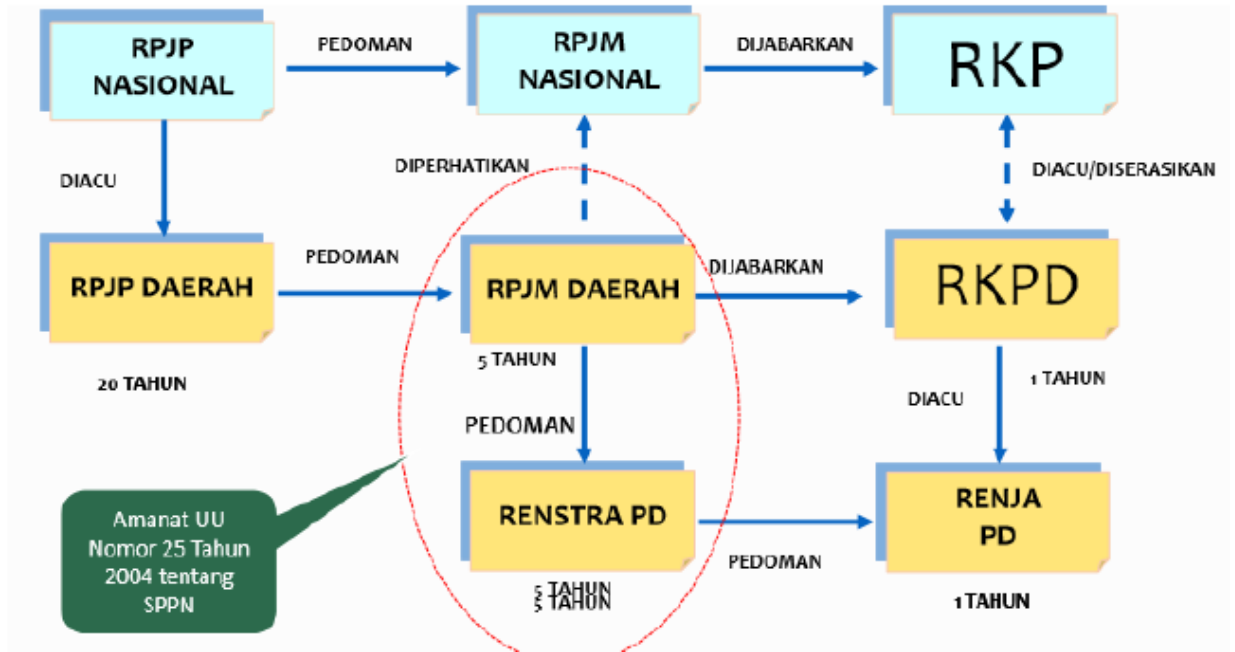 RPJP
NASIONAL
PEDOMAN
RPJM
NASIONAL
DIJABARKAN
RKP
DIACU
DIPERHATIKAN
DIACU/DISERASIKAN
RPJP DAERAH
PEDOMAN
RPJM DAERAH
DIJABARKAN
RKPD
20 TAHUN
5 TAHUN
1 TAHUN
PEDOMAN
DIACU
RENSTRA PD
PEDOMAN
RENJA
PD
5 TAHUN
5 TAHUN
1 TAHUN
Amanat UU
Nomor 25 Tahun
2004 tentang
SPPN